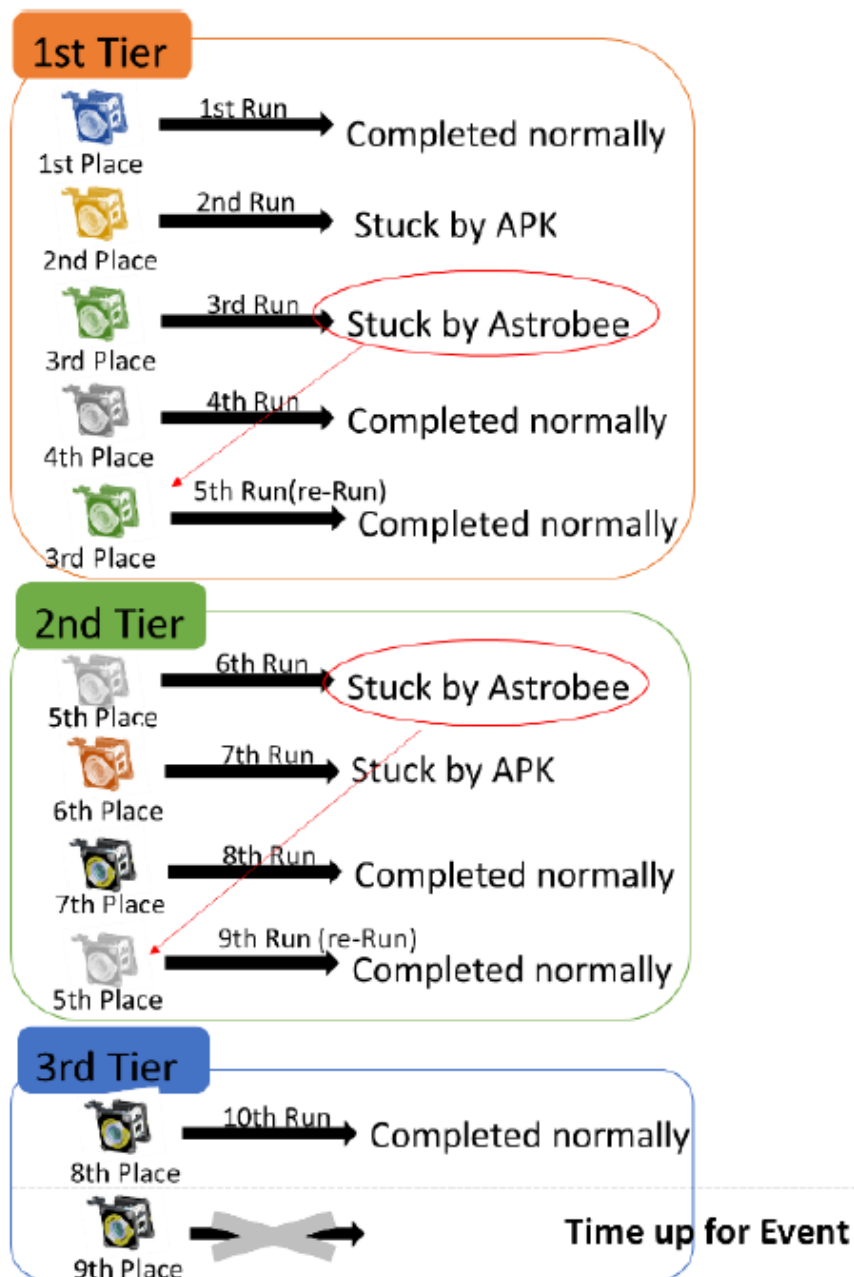 1st Tier
1st Run
Completed normally
1st Place
2nd Run
Stuck by APK
2nd Place
3rd Run
Stuck by Astrobee
3rd Place
4th Run
Completed normally
4th Place
5th Run(re-Run)
Completed normally
3rd Place
2nd Tier
6th Run
Stuck by Astrobee
5th Place
7th Run
Stuck by APK
6th Place
8th Run
Completed normally
7th Place
9th Run (re-Run)
Completed normally
5th Place
3rd Tier
10th Run
Completed normally
8th Place
Time up for Event
9th Place